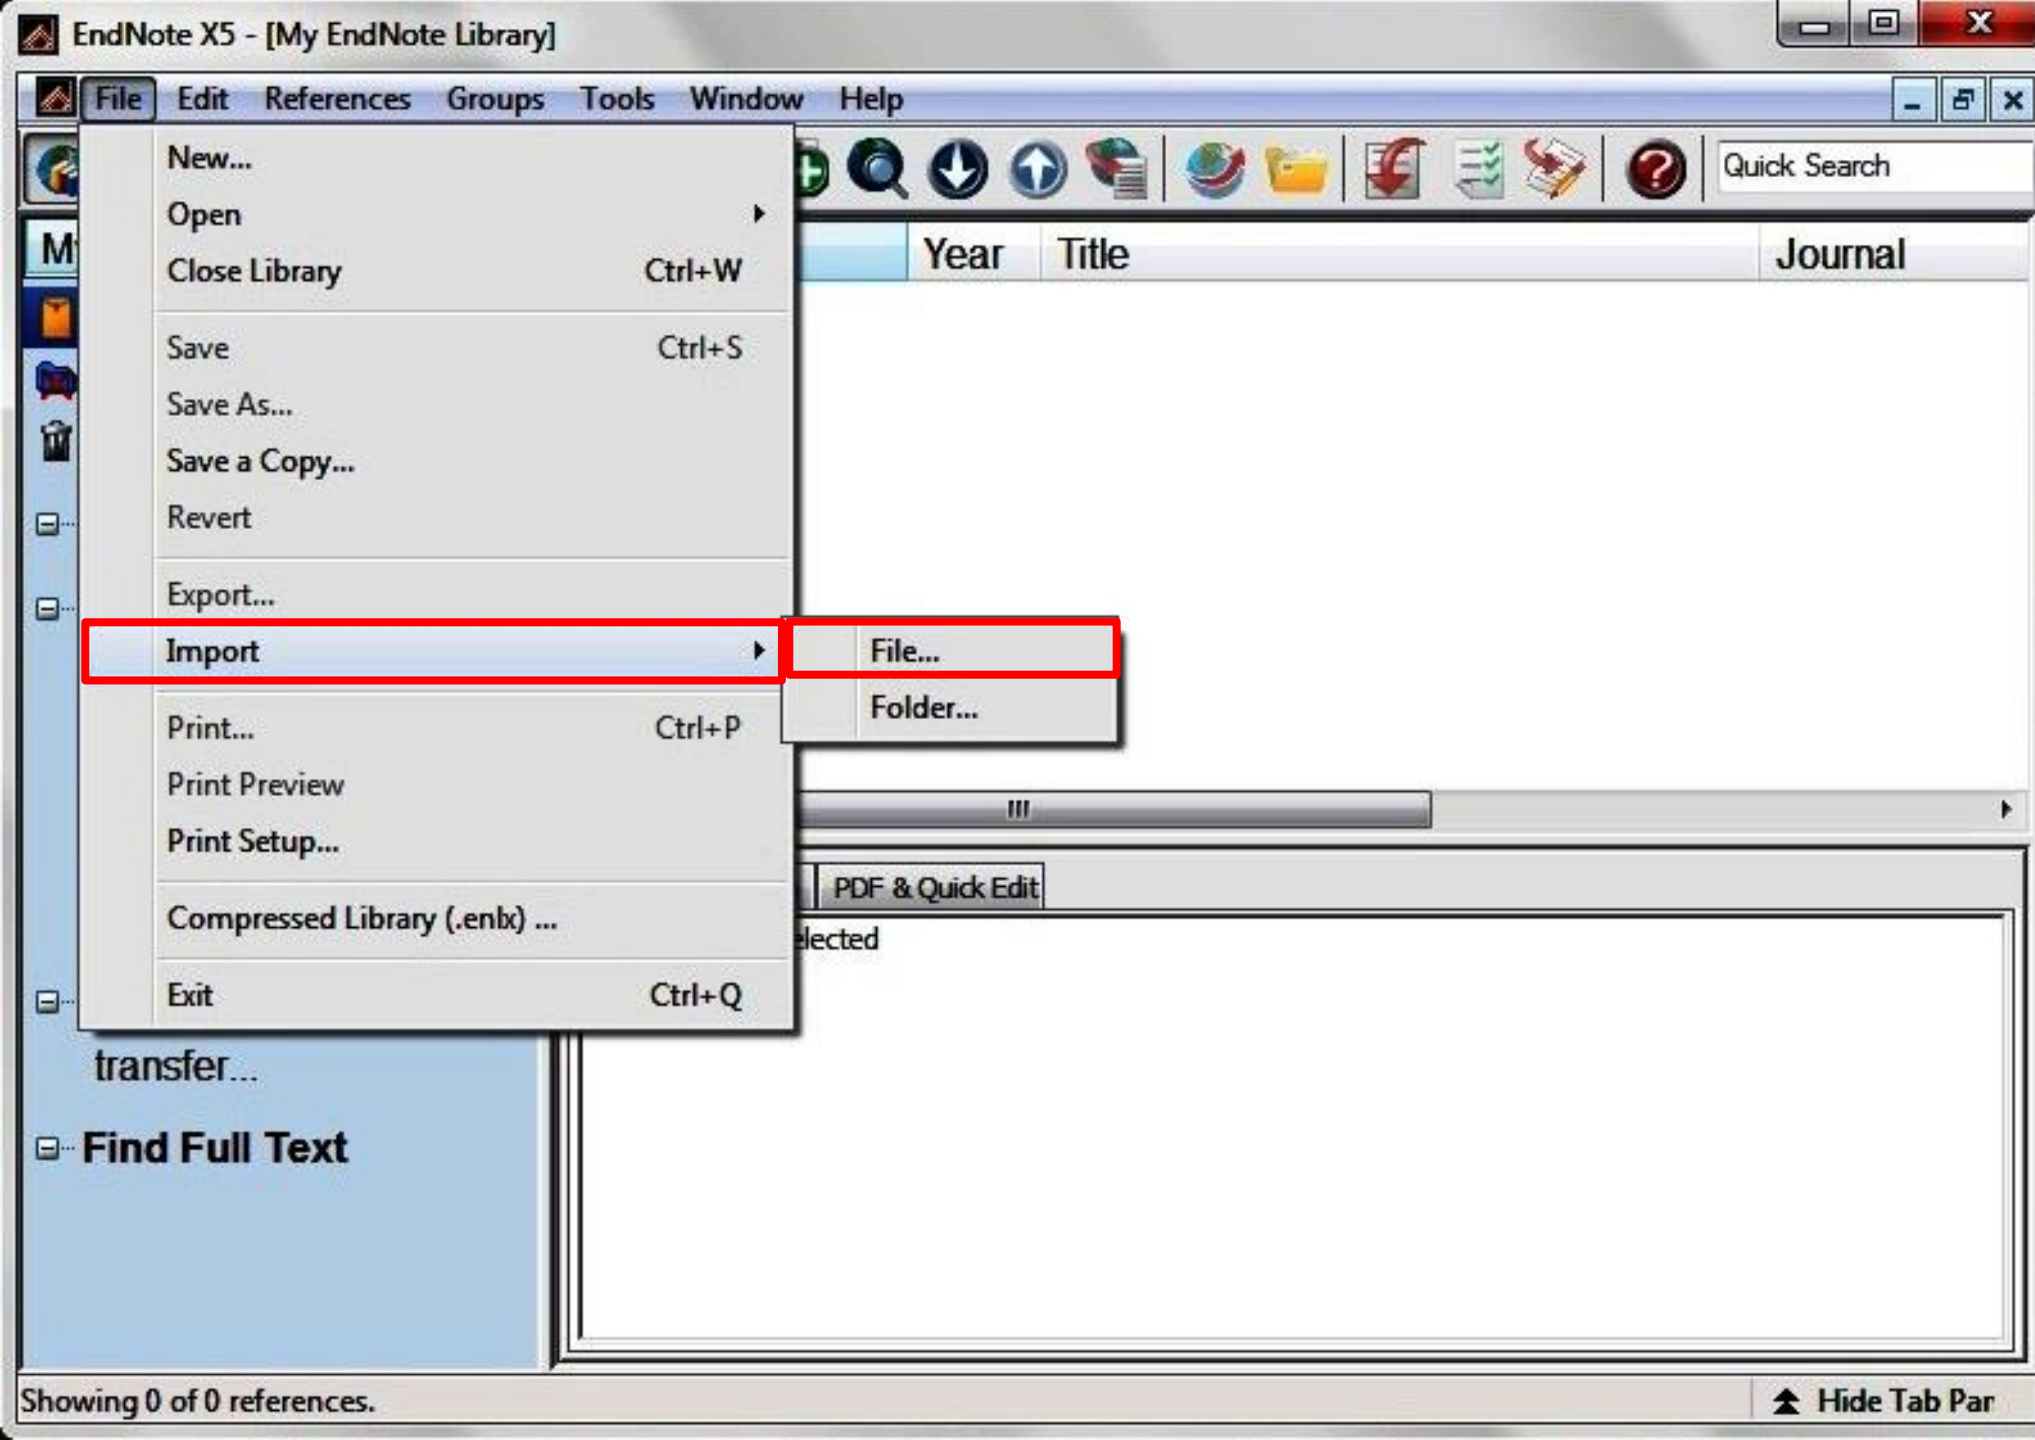 EndNote X5 - [My EndNote Library]
File Edit References Groups Tools Window Help
New...
Open
Close Library Ctrl+W
Save Ctrl+S
Save As...
Save a Copy...
Revert
Export...
Import
Print... Ctrl+P
Print Preview
Print Setup...
Compressed Library (.enlx) ...
Exit Ctrl+Q
File...
Folder...
Quick Search
Year Title Journal
PDF & Quick Edit
transfer...
Find Full Text
Showing 0 of 0 references.
Hide Tab Par